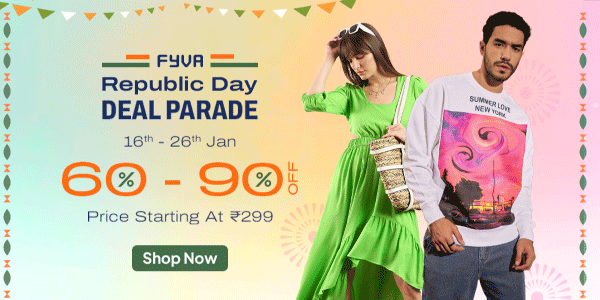 FYVA
Republic Day
DEAL PARADE
16th - 26th Jan
60% - 90% OFF
Price Starting At ₹299
Shop Now
SUMMER LOVE
NEW YORK